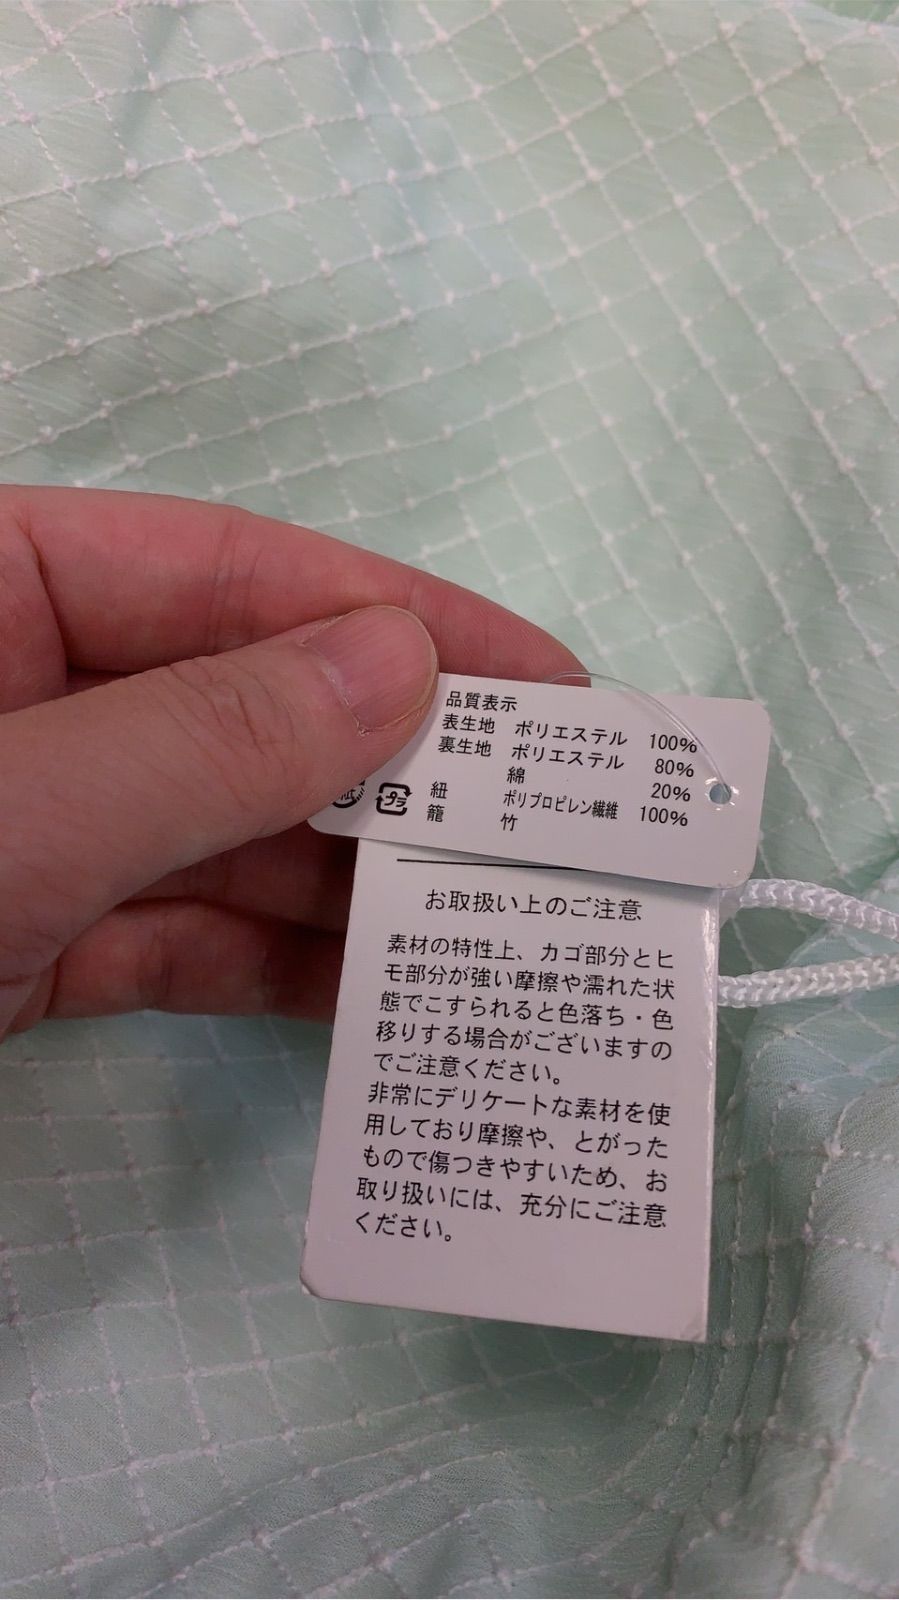 品質表示
表生地 ポリエステル 100%
裏生地 ポリエステル 80%
綿 20%
紐 ポリプロピレン繊維 100%
籠 竹
プラ
お取扱い上のご注意
素材の特性上、カゴ部分とヒ
モ部分が強い摩擦や濡れた状
態でこすられると色落ち・色
移りする場合がございますの
でご注意ください。
非常にデリケートな素材を使
用しており摩擦や、とがった
もので傷つきやすいため、お
取り扱いには、充分にご注意
ください。